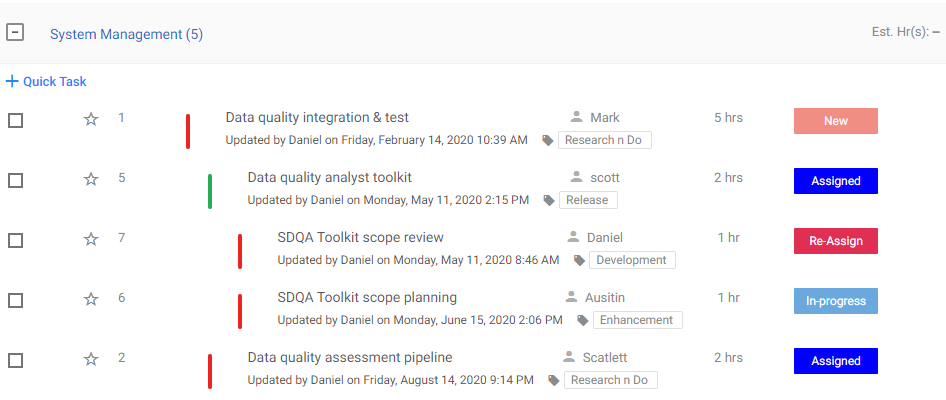 System Management (5) Est. Hr(s): –
Quick Task
1 Data quality integration & test Mark 5 hrs New
Updated by Daniel on Friday, February 14, 2020 10:39 AM Research n Do
5 Data quality analyst toolkit scott 2 hrs Assigned
Updated by Daniel on Monday, May 11, 2020 2:15 PM Release
7 SDQA Toolkit scope review Daniel 1 hr Re-Assign
Updated by Daniel on Monday, May 11, 2020 8:46 AM Development
6 SDQA Toolkit scope planning Ausitin 1 hr In-progress
Updated by Daniel on Monday, June 15, 2020 2:06 PM Enhancement
2 Data quality assessment pipeline Scatlett 2 hrs Assigned
Updated by Daniel on Friday, August 14, 2020 9:14 PM Research n Do